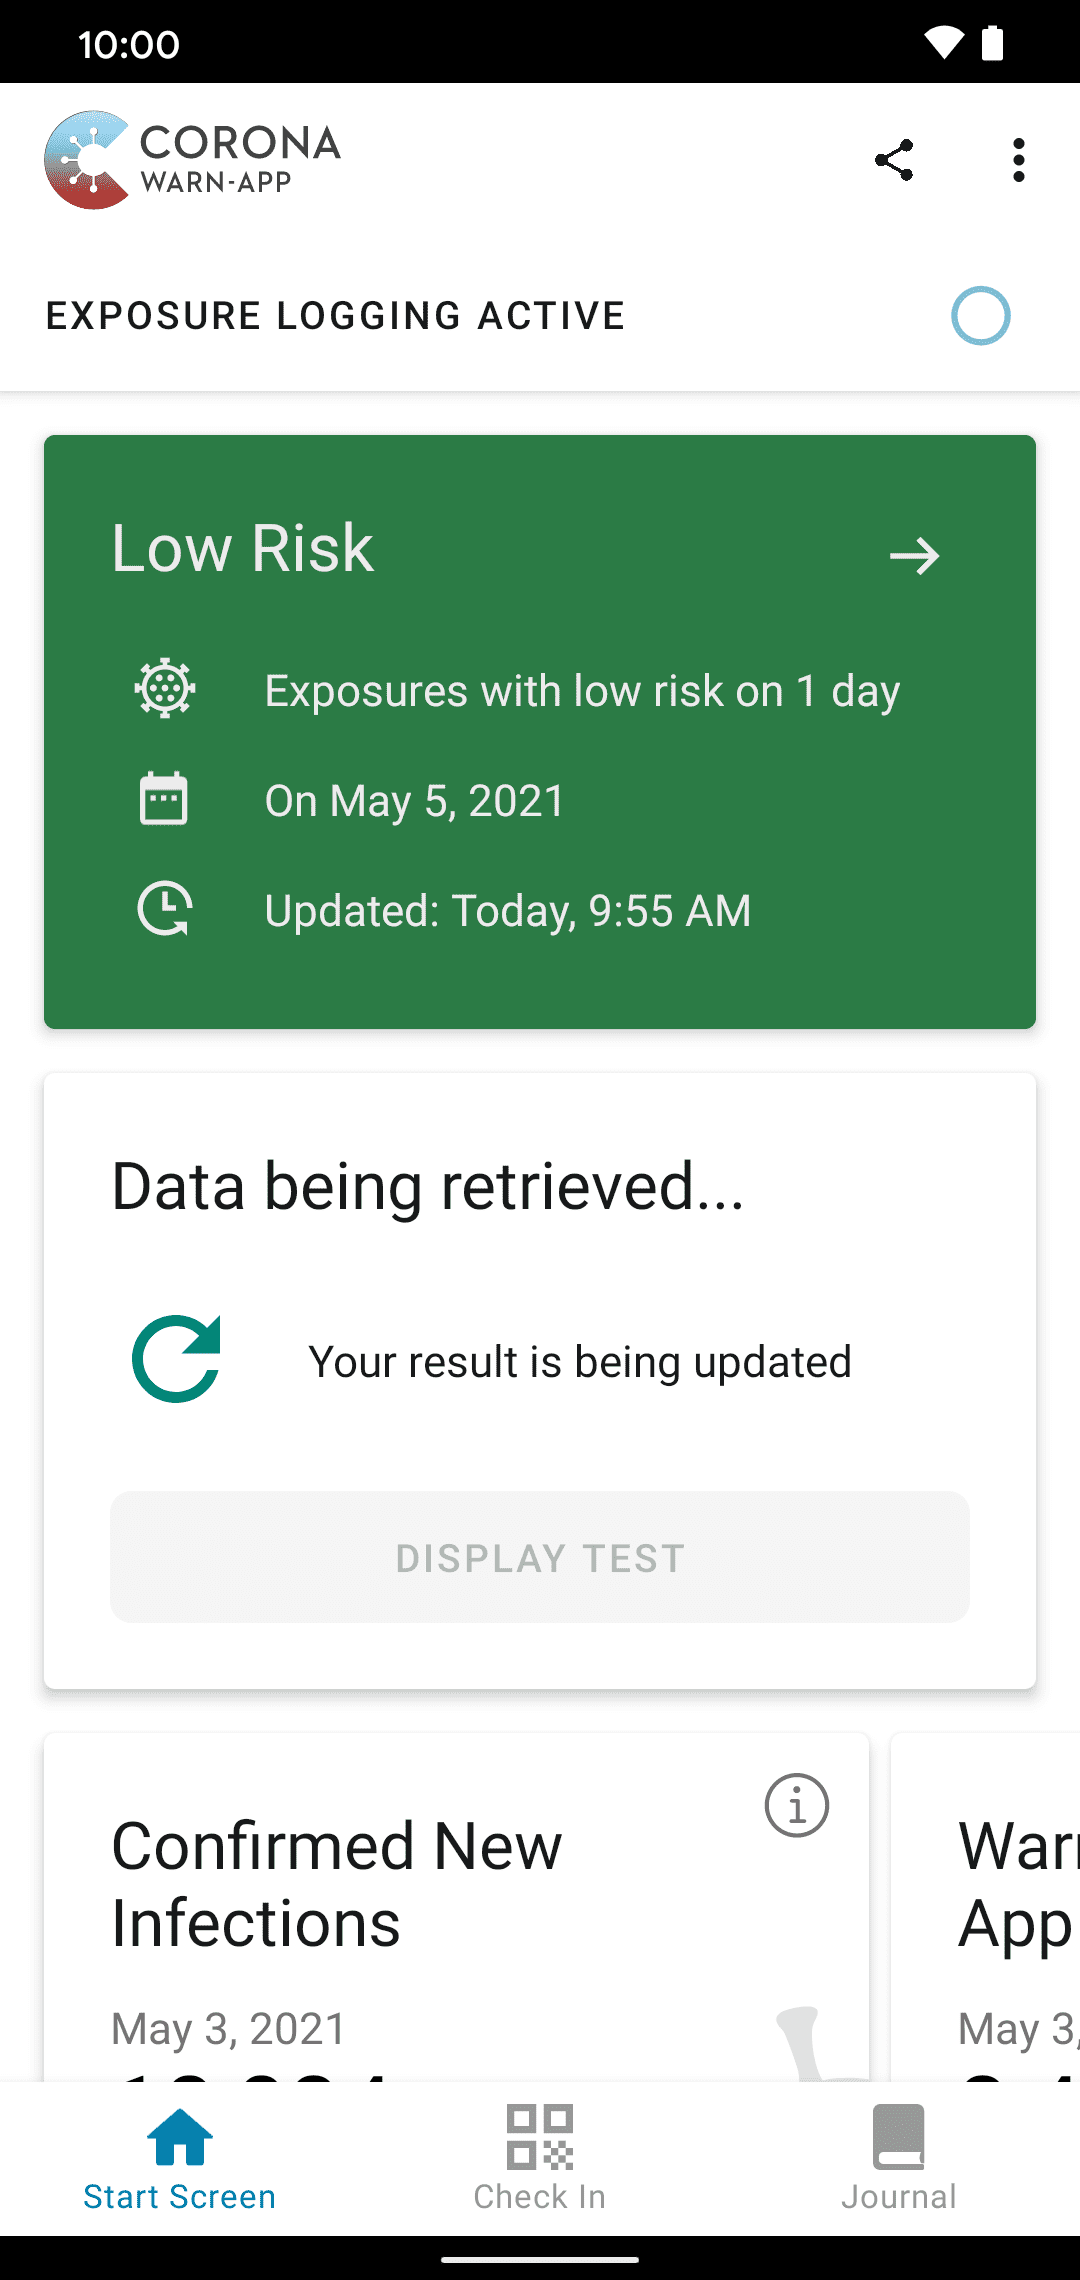 10:00
CORONA
WARN-APP
EXPOSURE LOGGING ACTIVE
Low Risk
Exposures with low risk on 1 day
On May 5, 2021
Updated: Today, 9:55 AM
Data being retrieved...
Your result is being updated
DISPLAY TEST
Confirmed New
Infections
May 3, 2021
App
May 3,
Start Screen
Check In
Journal